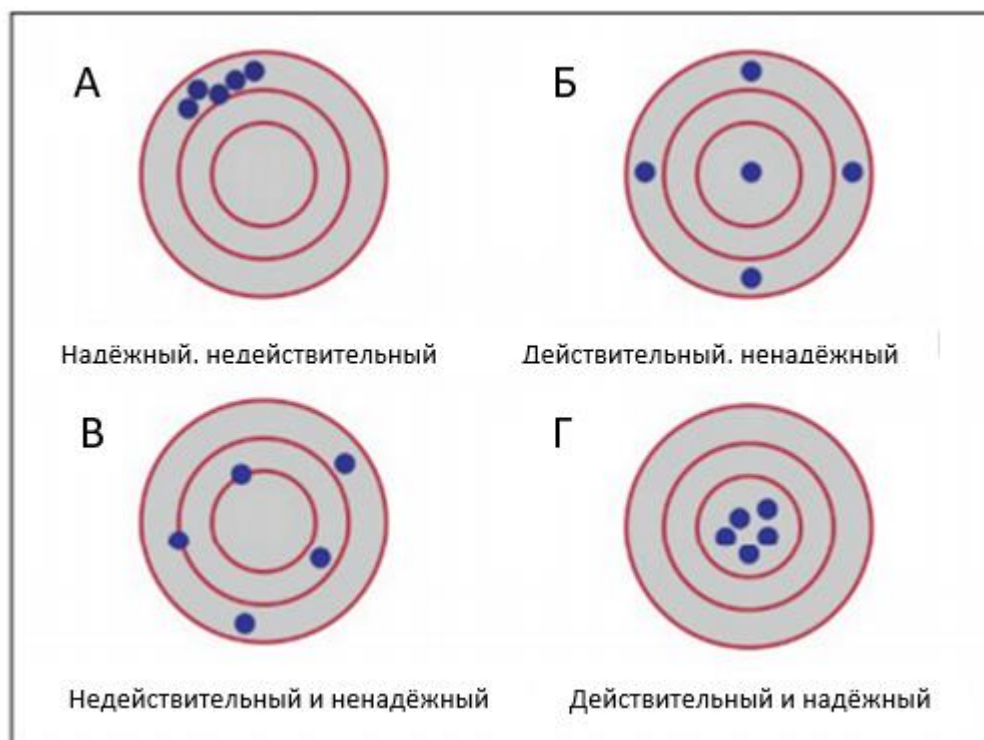 А
Б
Надёжный. недействительный
Действительный. ненадёжный
В
Г
Недействительный и ненадёжный
Действительный и надёжный